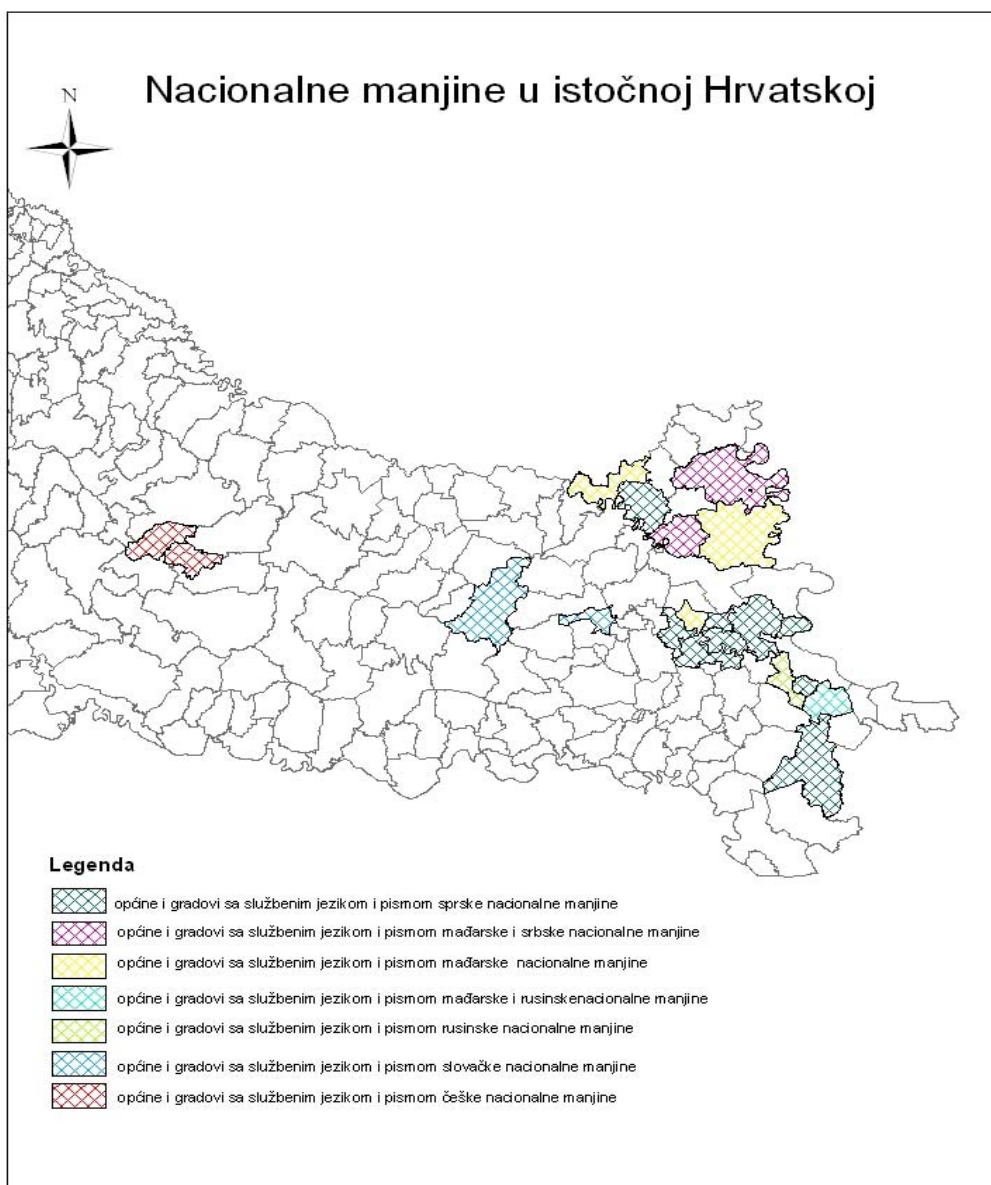 Nacionalne manjine u istočnoj Hrvatskoj
N
Legenda
općine i gradovi sa službenim jezikom i pismom sprske nacionalne manjine
općine i gradovi sa službenim jezikom i pismom mađarske i srbske nacionalne manjine
općine i gradovi sa službenim jezikom i pismom mađarske nacionalne manjine
općine i gradovi sa službenim jezikom i pismom mađarske i rusinskenacionalne manjine
općine i gradovi sa službenim jezikom i pismom rusinske nacionalne manjine
općine i gradovi sa službenim jezikom i pismom slovačke nacionalne manjine
općine i gradovi sa službenim jezikom i pismom češke nacionalne manjine